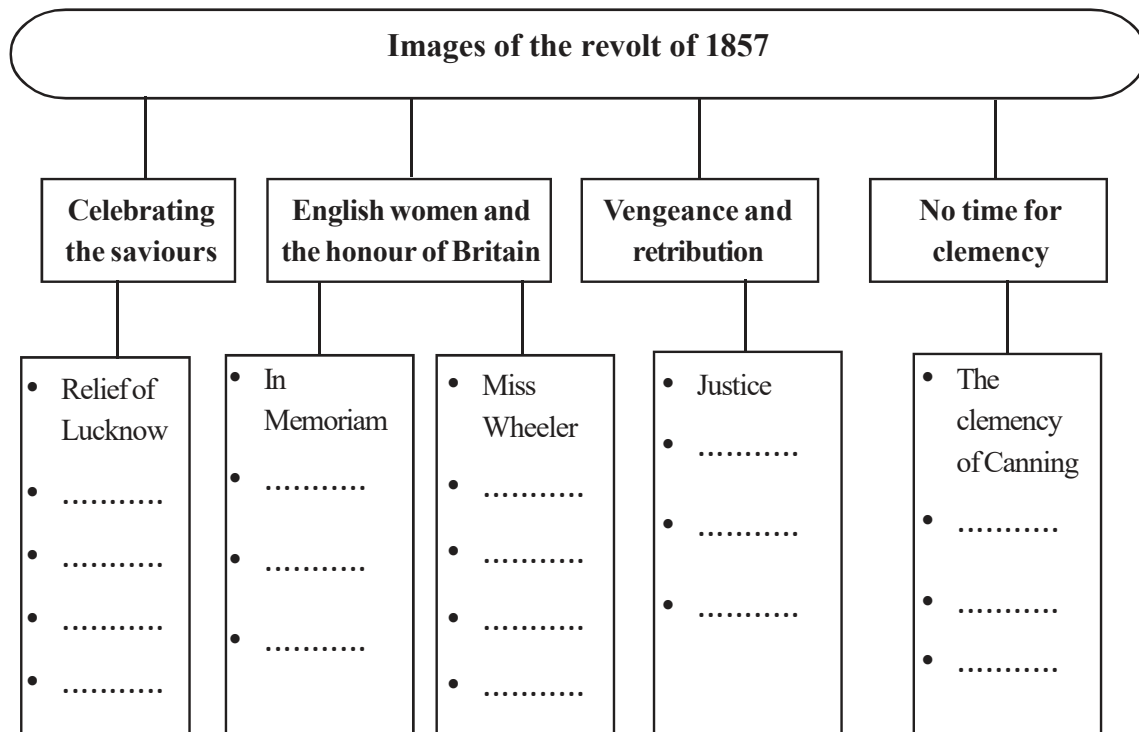 Images of the revolt of 1857
Celebrating
the saviours
English women and
the honour of Britain
Vengeance and
retribution
No time for
clemency
• Relief of
Lucknow
• ...........
• ...........
• ...........
• ...........
• In
Memoriam
• ...........
• ...........
• ...........
• Miss
Wheeler
• ...........
• ...........
• ...........
• ...........
• Justice
• ...........
• ...........
• ...........
• The
clemency
of Canning
• ...........
• ...........
• ...........